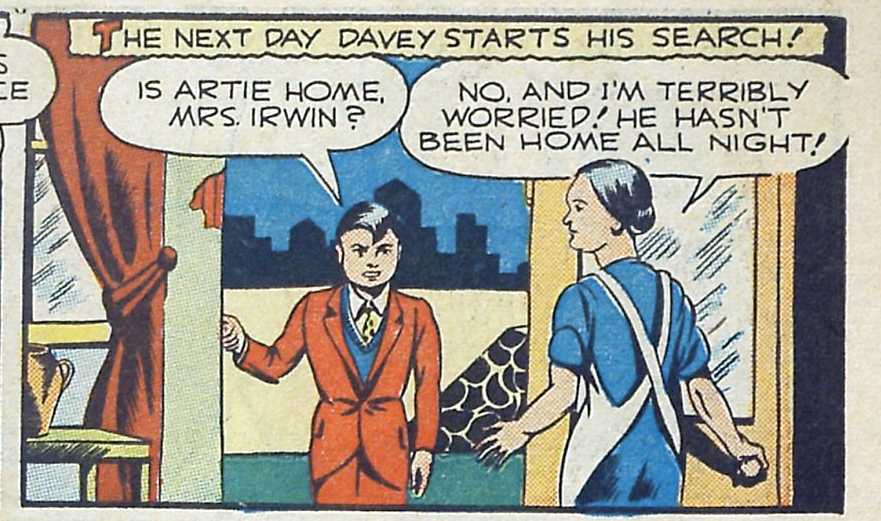 THE NEXT DAY DAVEY STARTS HIS SEARCH!
IS ARTIE HOME,
MRS. IRWIN?
NO, AND I'M TERRIBLY
WORRIED! HE HASN'T
BEEN HOME ALL NIGHT!